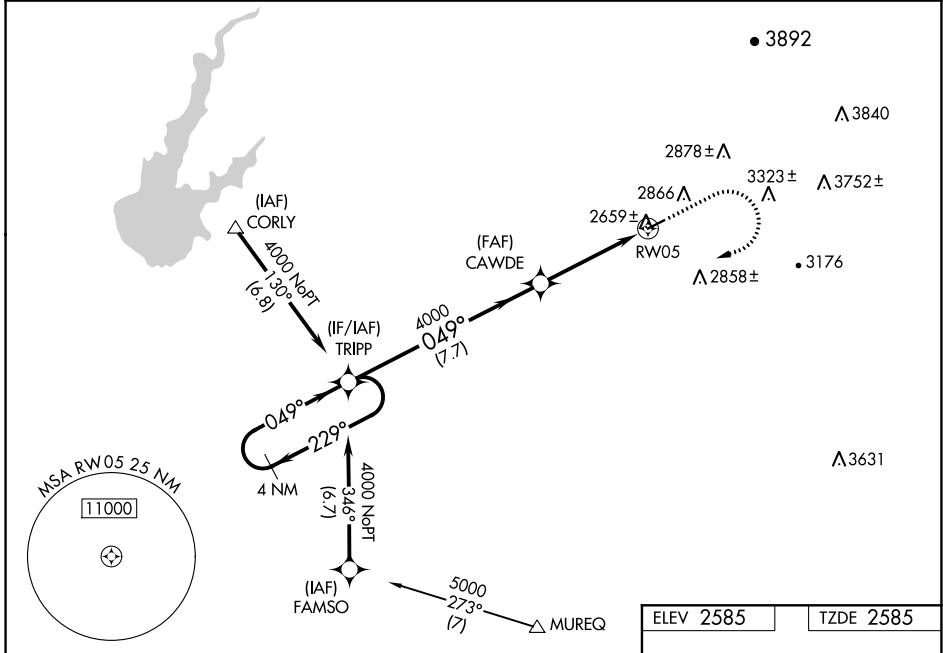 3892
3840
2878±
3323±
3752±
2866
2659±
RW05
3176
2858±
(IAF)
CORLY
4000 NoPT
130°
(6.8)
(FAF)
CAWDE
(IF/IAF)
TRIPP
4000
049°
(7.7)
049°
229°
4 NM
4000 NoPT
346°
(6.7)
3631
MSA RW05 25 NM
11000
(IAF)
FAMSO
5000
273°
(7)
MUREQ
ELEV 2585
TZDE 2585